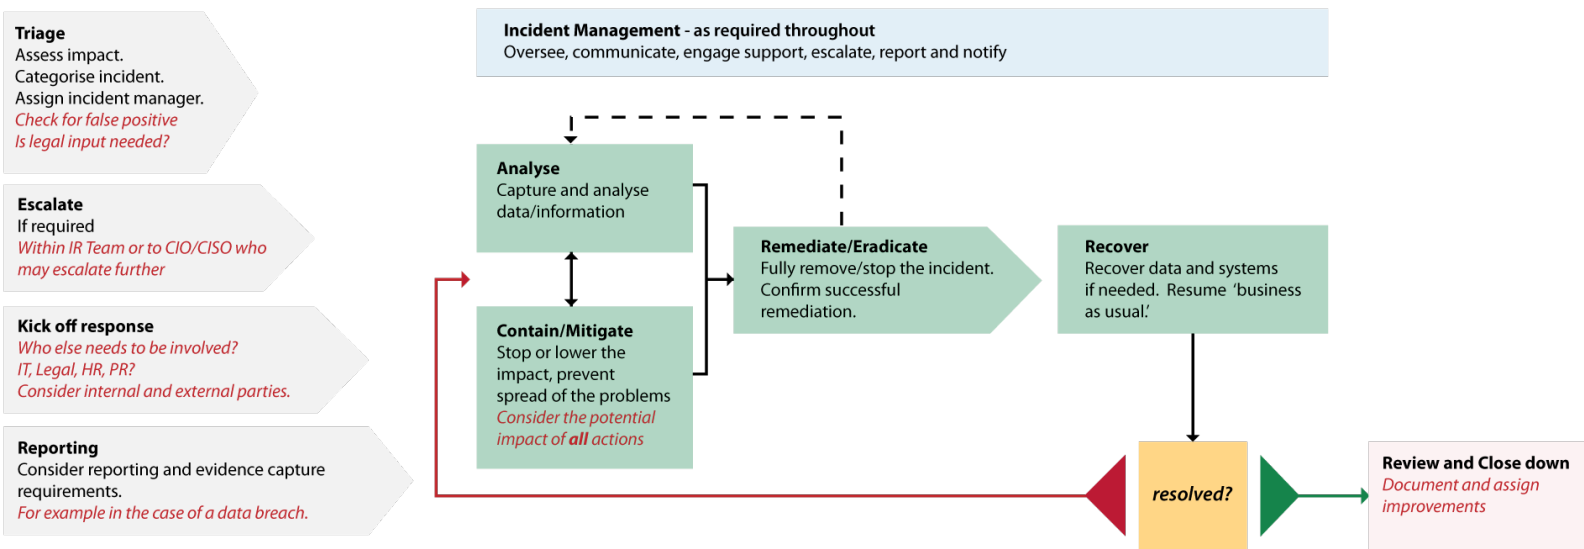 Triage
Assess impact.
Categorise incident.
Assign incident manager.
Check for false positive
Is legal input needed?
Escalate
If required
Within IR Team or to CIO/CISO who
may escalate further
Kick off response
Who else needs to be involved?
IT, Legal, HR, PR?
Consider internal and external parties.
Reporting
Consider reporting and evidence capture
requirements.
For example in the case of a data breach.
Incident Management - as required throughout
Oversee, communicate, engage support, escalate, report and notify
Analyse
Capture and analyse
data/information
Contain/Mitigate
Stop or lower the
impact, prevent
spread of the problems
Consider the potential
impact of all actions
Remediate/Eradicate
Fully remove/stop the incident.
Confirm successful
remediation.
Recover
Recover data and systems
if needed.  Resume ‘business
as usual.’
resolved?
Review and Close down
Document and assign
improvements